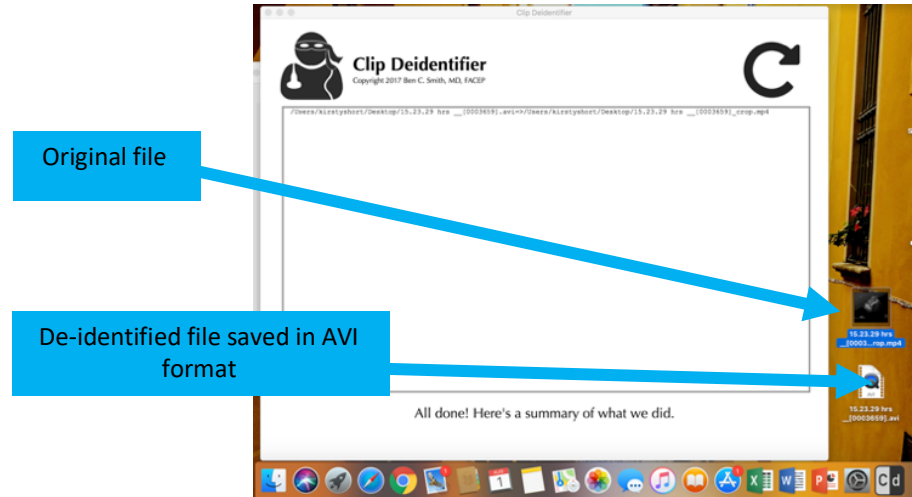 Clip Deidentifier
Clip Deidentifier
Copyright 2017 Ben C. Smith, MD, FACEP
/Users/kirstyshort/Desktop/15.23.29 hrs __[0003659].avi=>/Users/kirstyshort/Desktop/15.23.29 hrs __[0003659]_crop.mp4
Original file
15.23.29 hrs
__[0003...rop.mp4
De-identified file saved in AVI
format
AVI
15.23.29 hrs
__[0003659].avi
All done! Here's a summary of what we did.
1
Cd